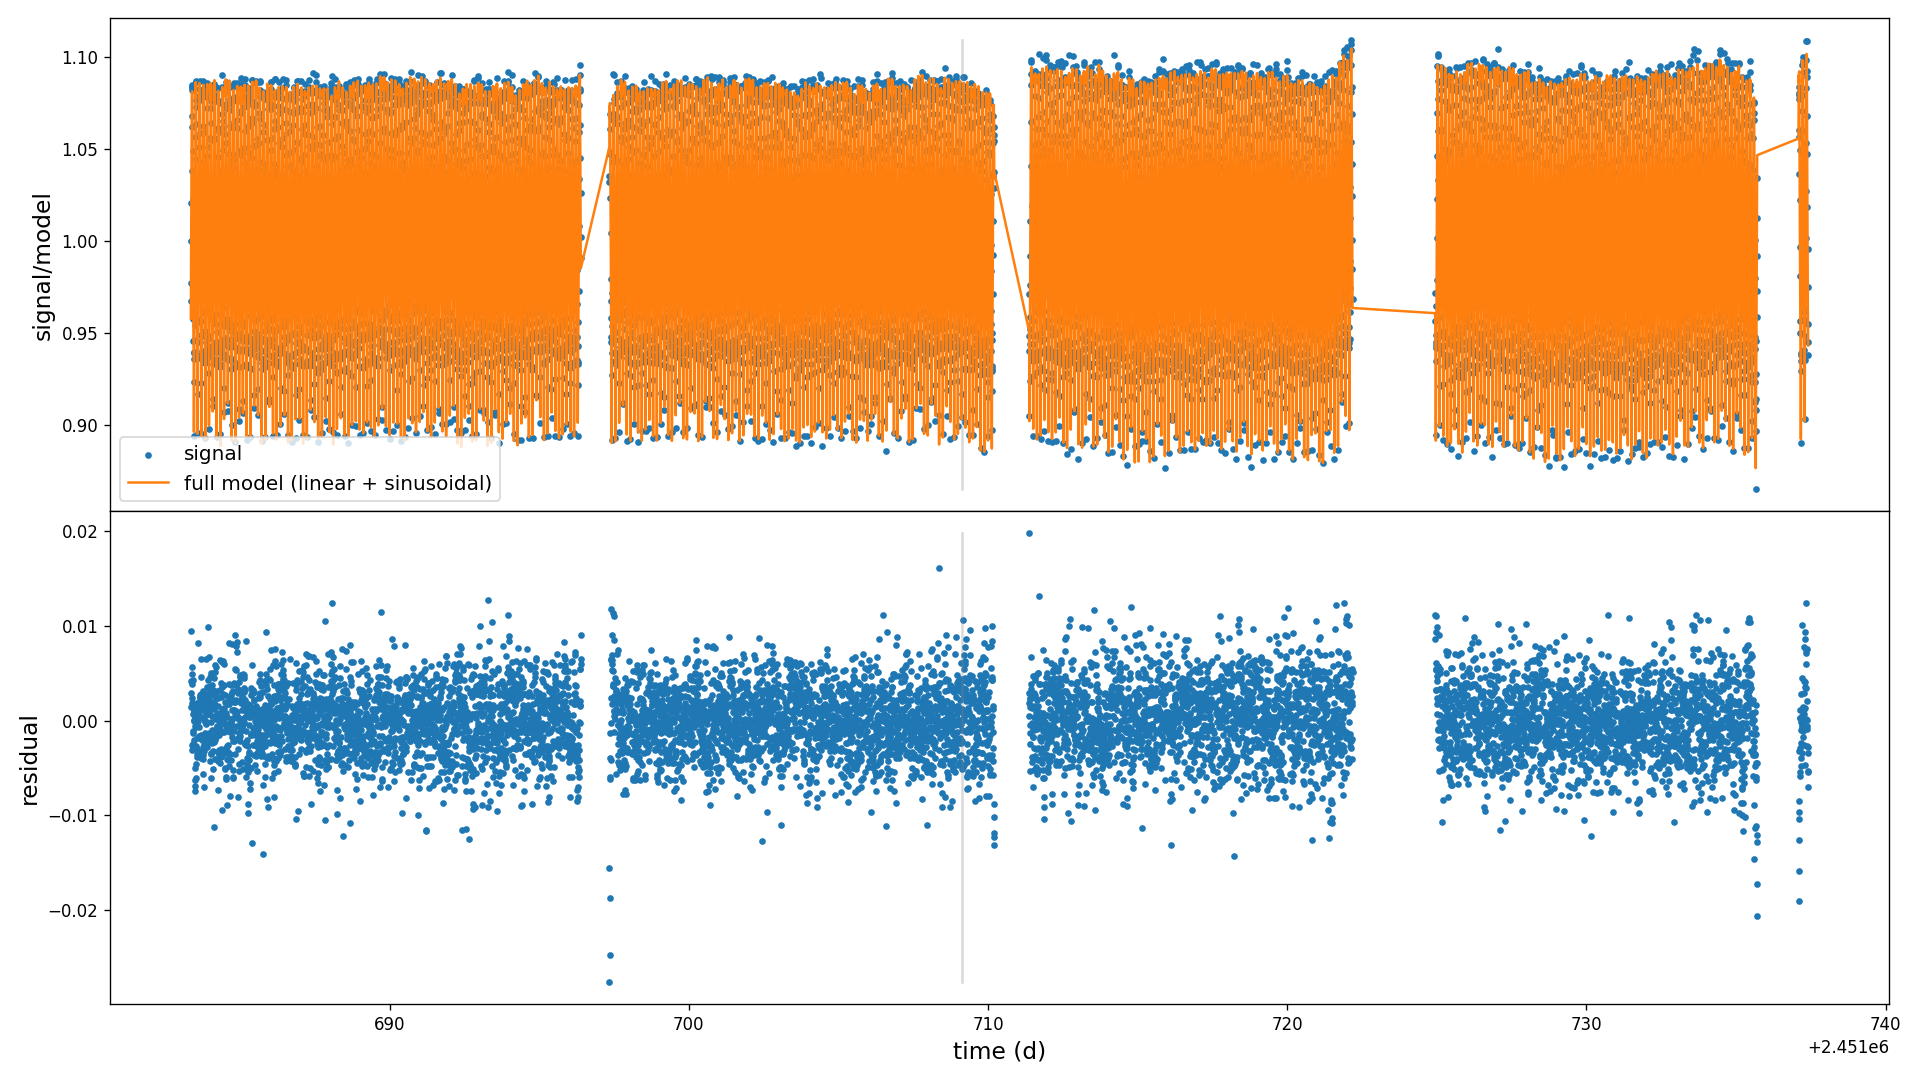 signal/model
1.10
1.05
1.00
0.95
0.90
signal
full model (linear + sinusoidal)
residual
0.02
0.01
0.00
−0.01
−0.02
690
700
710
720
730
740
time (d)
+2.451e6